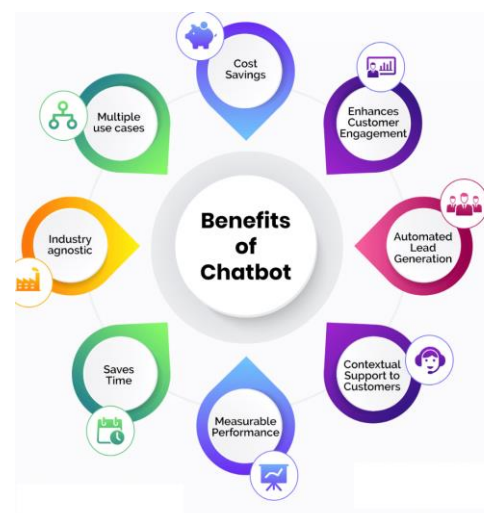 Benefits
of
Chatbot
Cost
Savings
Enhances
Customer
Engagement
Automated
Lead
Generation
Contextual
Support to
Customers
Measurable
Performance
Saves
Time
Industry
agnostic
Multiple
use cases